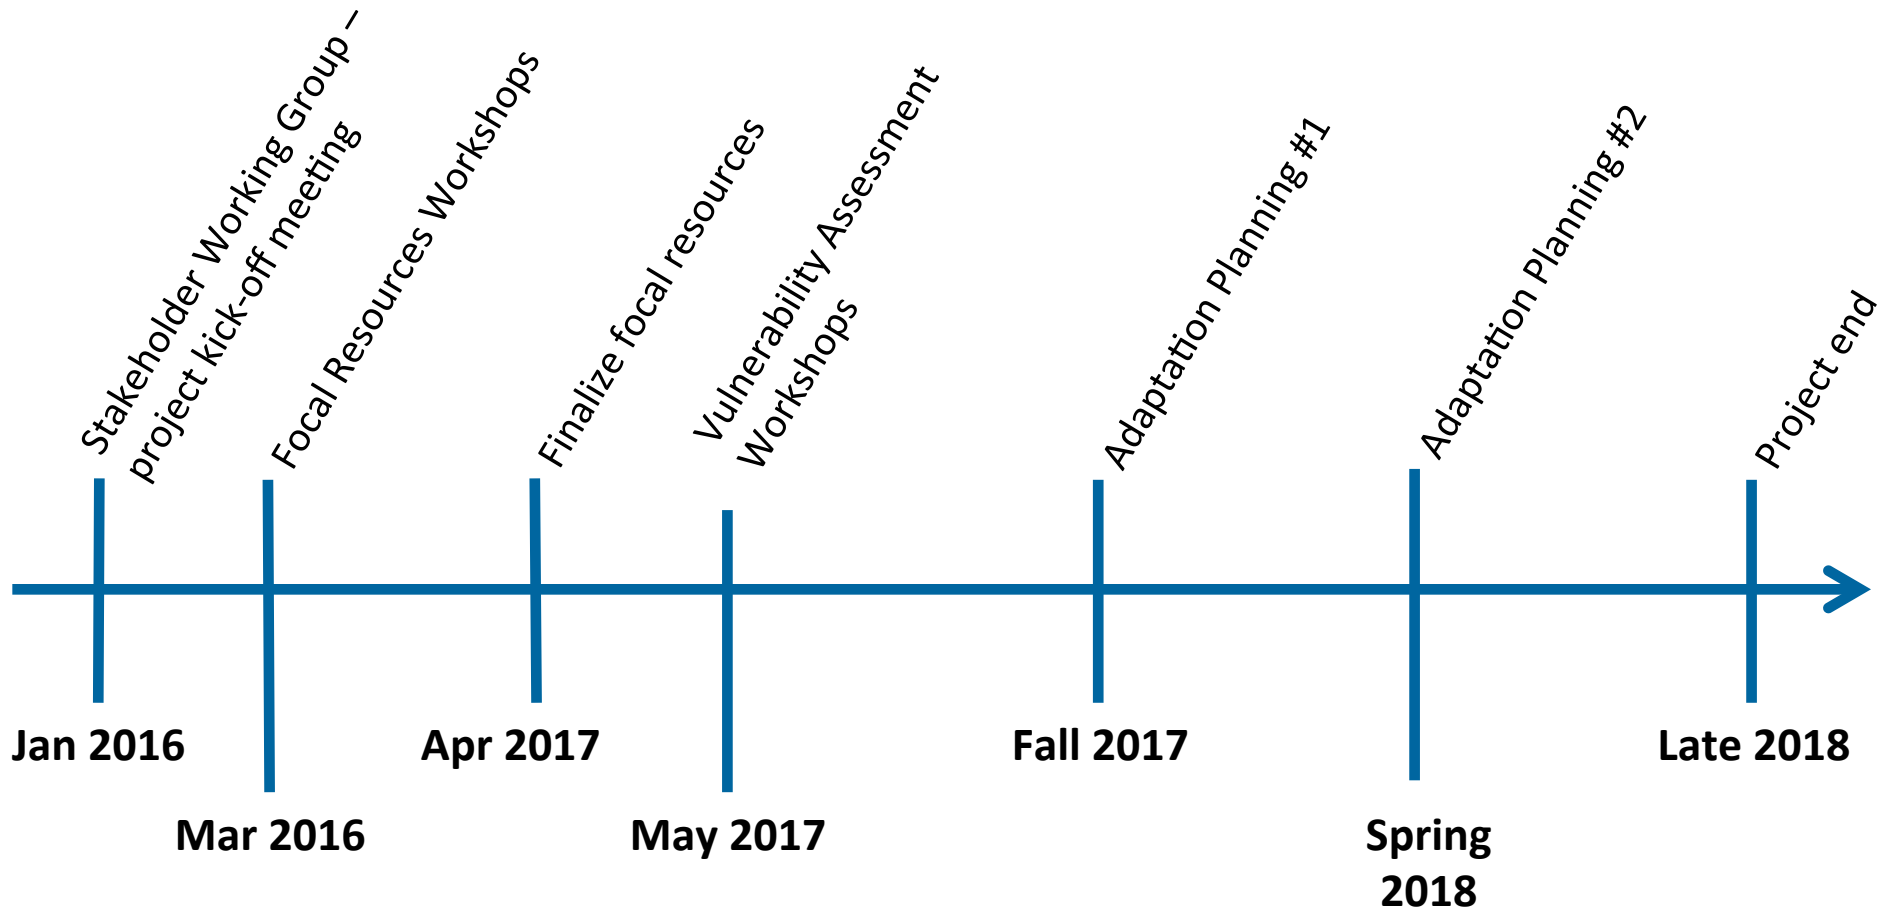 Stakeholder Working Group –
project kick-off meeting
Focal Resources Workshops
Finalize focal resources
Vulnerability Assessment
Workshops
Adaptation Planning #1
Adaptation Planning #2
Project end
Jan 2016
Mar 2016
Apr 2017
May 2017
Fall 2017
Spring
2018
Late 2018